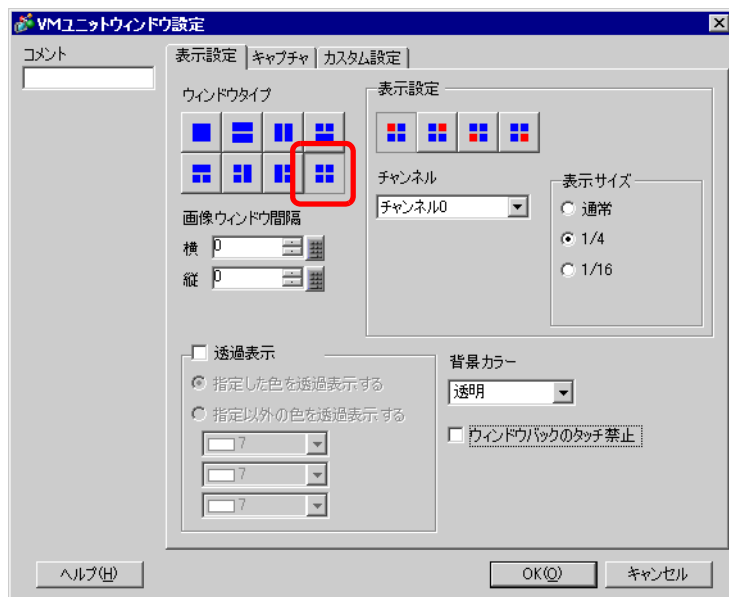 VMユニットウィンドウ設定
コメント
表示設定
キャプチャ
カスタム設定
ウィンドウタイプ
表示設定
チャンネル
チャンネル0
表示サイズ
通常
1/4
1/16
画像ウィンドウ間隔
横 0
縦 0
透過表示
指定した色を透過表示する
指定以外の色を透過表示する
7
7
7
背景カラー
透明
ウィンドウバックのタッチ禁止
ヘルプ(H)
OK(O)
キャンセル